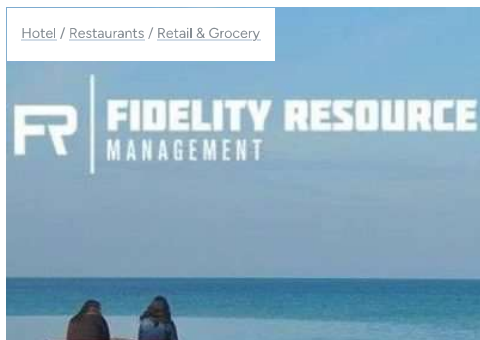 Hotel / Restaurants / Retail & Grocery
FR
FIDELITY RESOURCE
MANAGEMENT